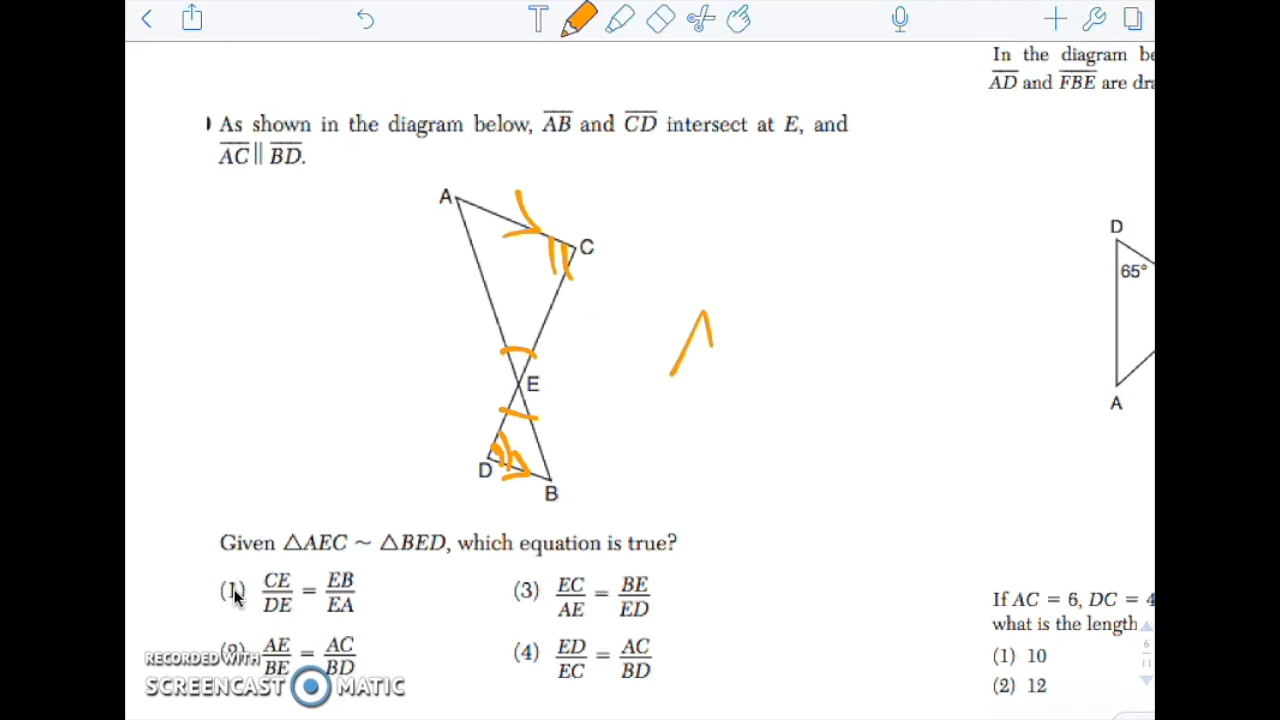 T
In the diagram be
AD and FBE are dra
) As shown in the diagram below, AB and CD intersect at E, and
AC || BD.
A
C
E
D
B
D
65°
A
Given △AEC ~ △BED, which equation is true?
(1) CE/DE = EB/EA
(3) EC/AE = BE/ED
(2) AE/BE = AC/BD
(4) ED/EC = AC/BD
If AC = 6, DC = 4
what is the length
(1) 10
(2) 12
6
11
RECORDED WITH
SCREENCAST MATIC